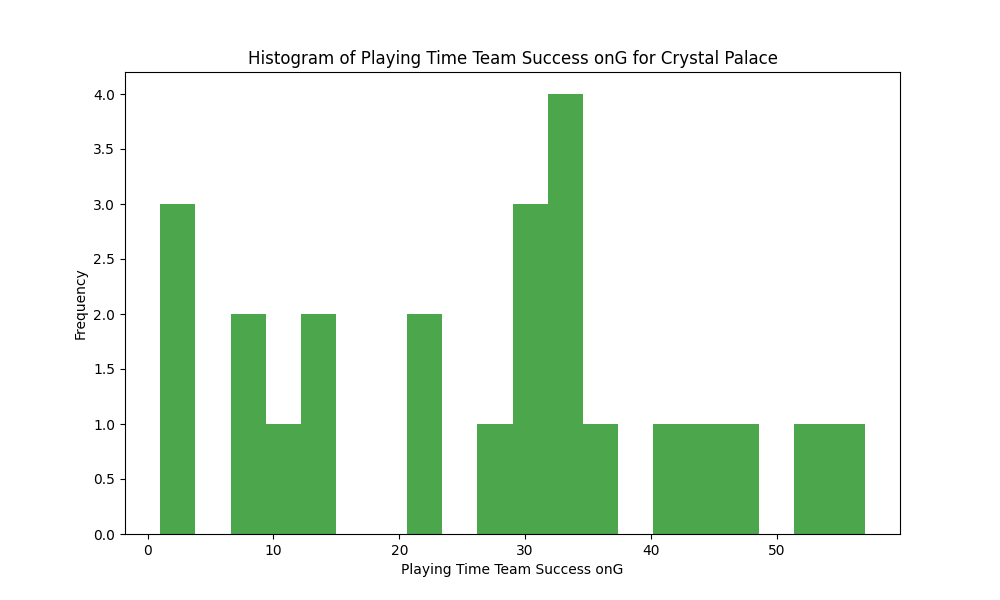 Histogram of Playing Time Team Success onG for Crystal Palace
4.0
3.5
3.0
2.5
2.0
1.5
1.0
0.5
0.0
Frequency
0 10 20 30 40 50
Playing Time Team Success onG